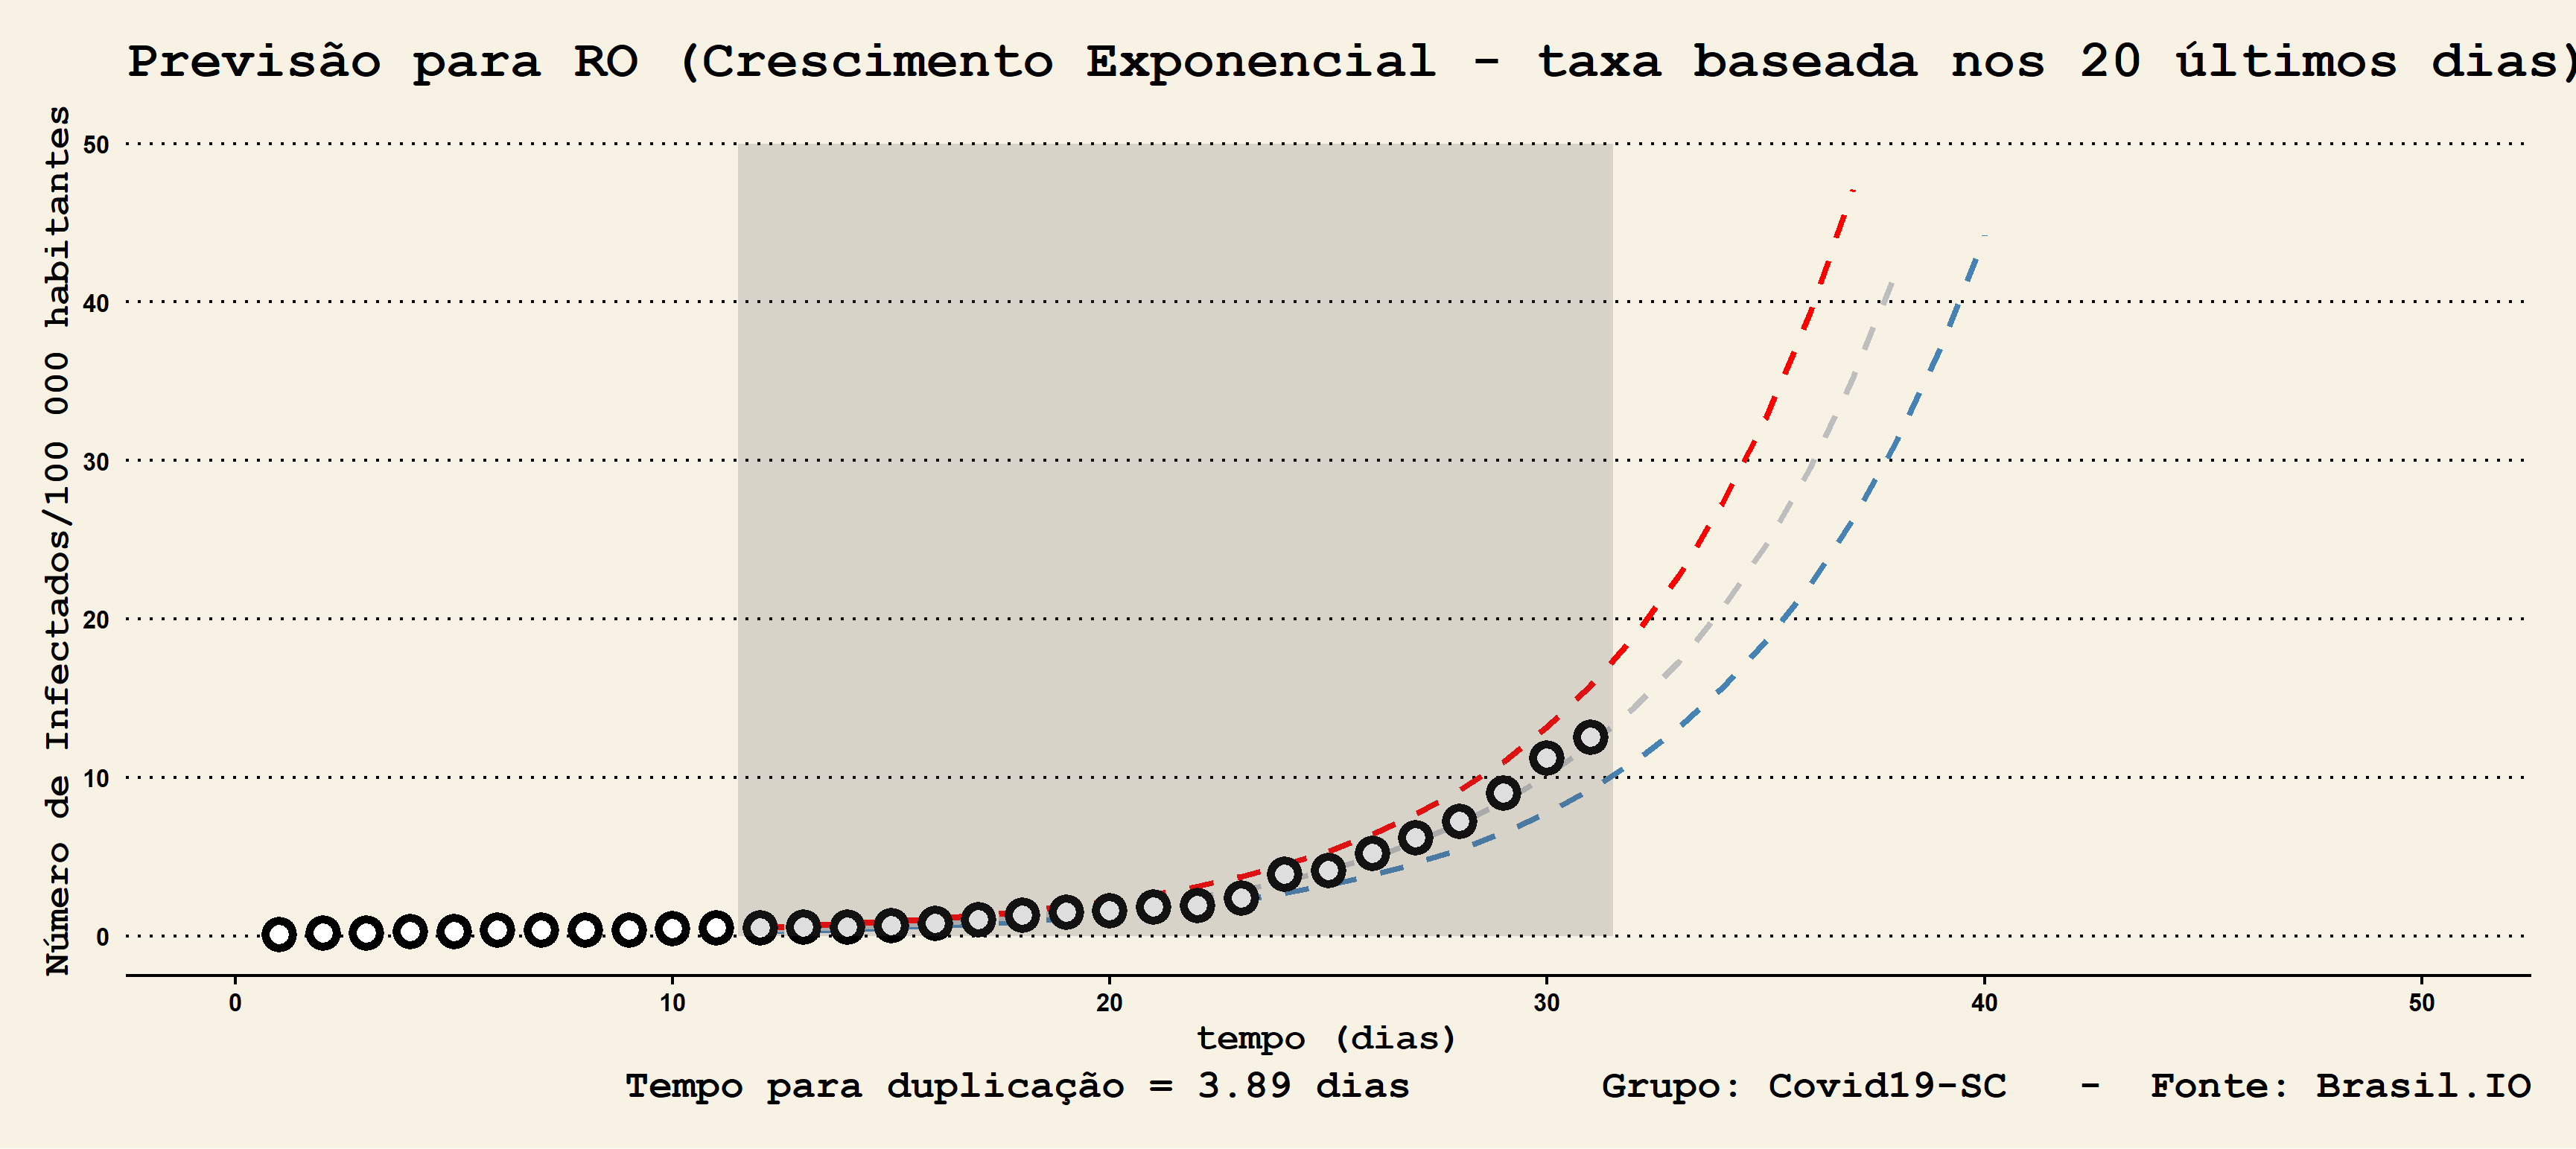 Previsão para RO (Crescimento Exponencial - taxa baseada nos 20 últimos dias)
Número de Infectados/100 000 habitantes
50
40
30
20
10
0
0 10 20 30 40 50
tempo (dias)
Tempo para duplicação = 3.89 dias Grupo: Covid19-SC - Fonte: Brasil.IO